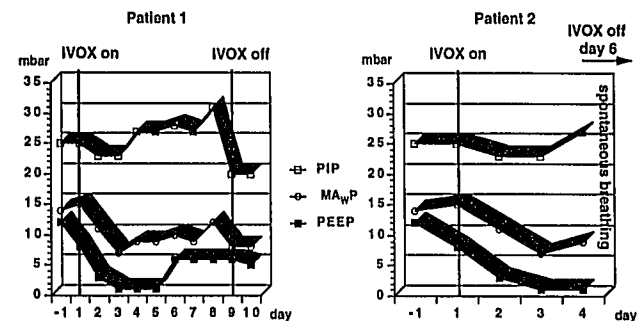 Patient 1
IVOX on
IVOX off
mbar
35
30
25
20
15
10
5
0
-1 1 2 3 4 5 6 7 8 9 10 day
PIP
MAWP
PEEP
Patient 2
IVOX on
IVOX off
day 6
mbar
35
30
25
20
15
10
5
0
spontaneous breathing
-1 1 2 3 4 day